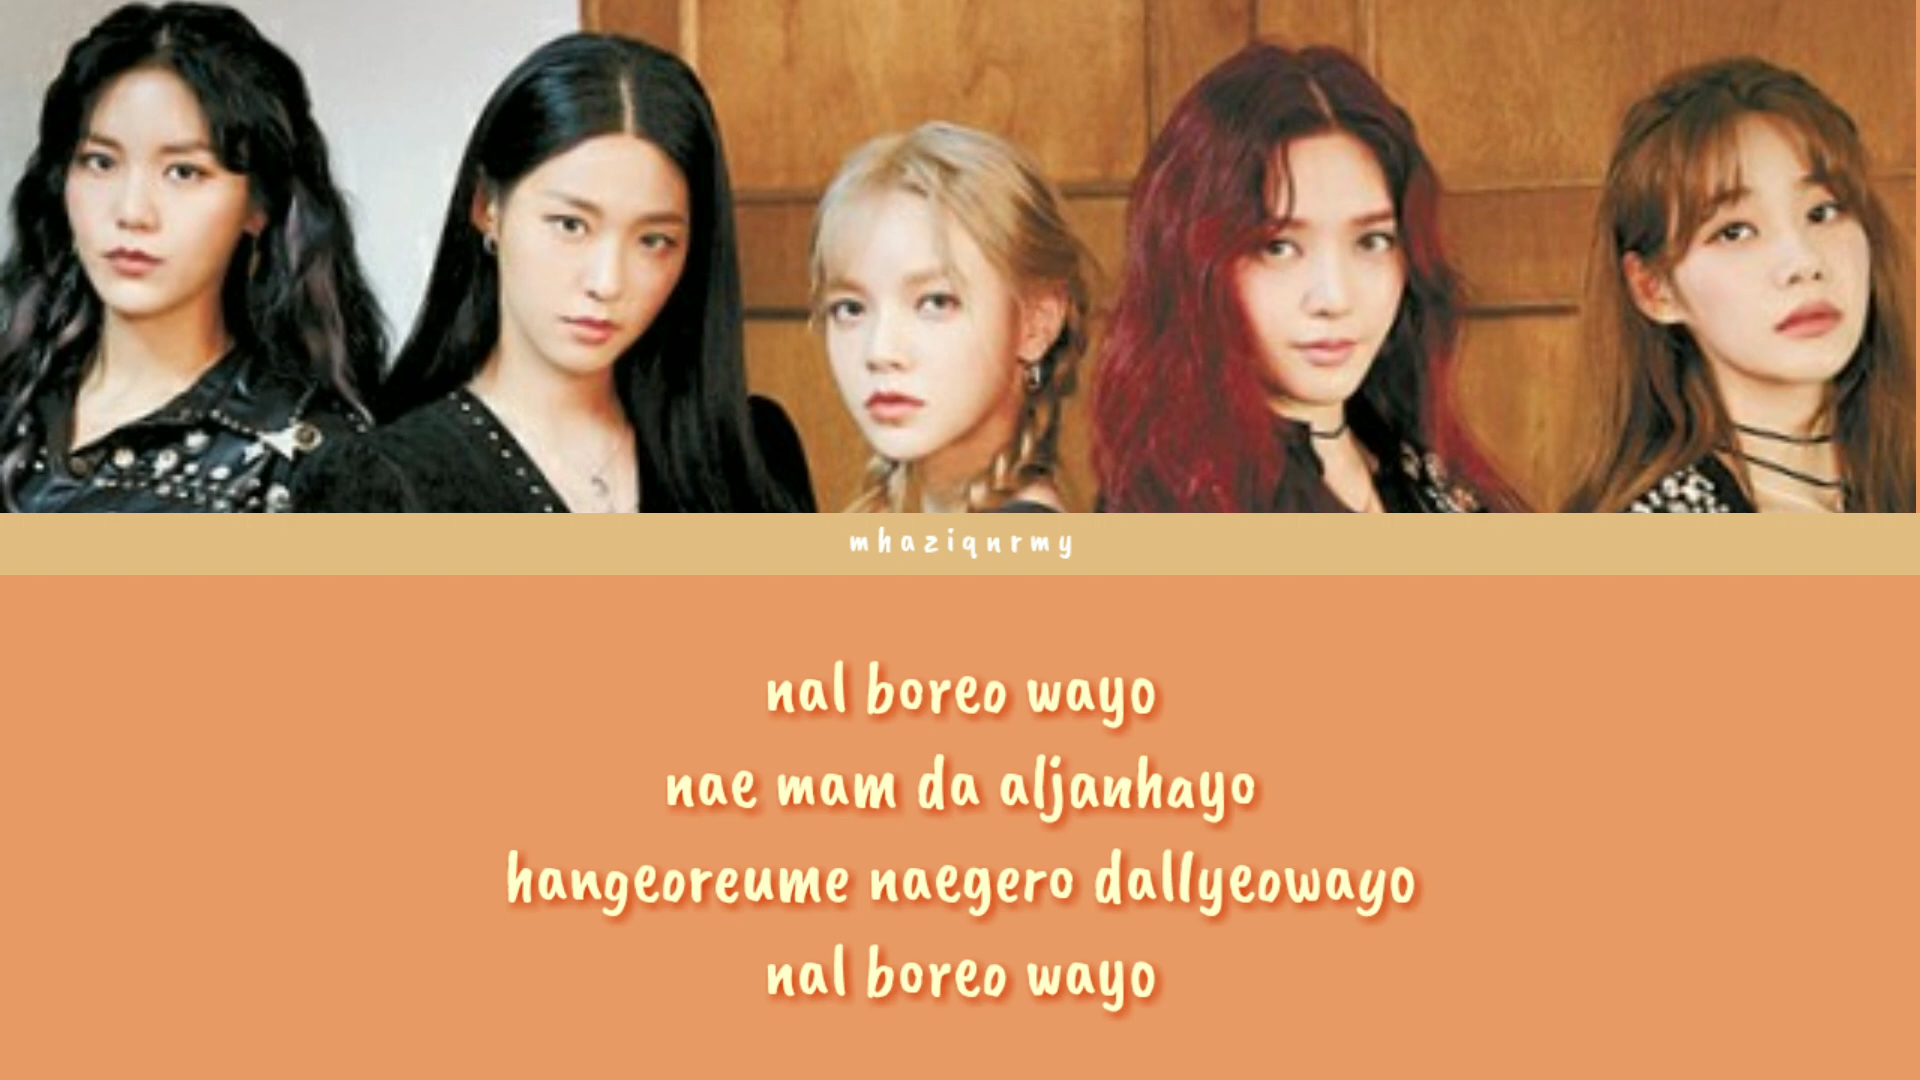 mhaziqnrmy
nal boreo wayo
nae mam da aljanhayo
hangeoreume naegero dallyeowayo
nal boreo wayo